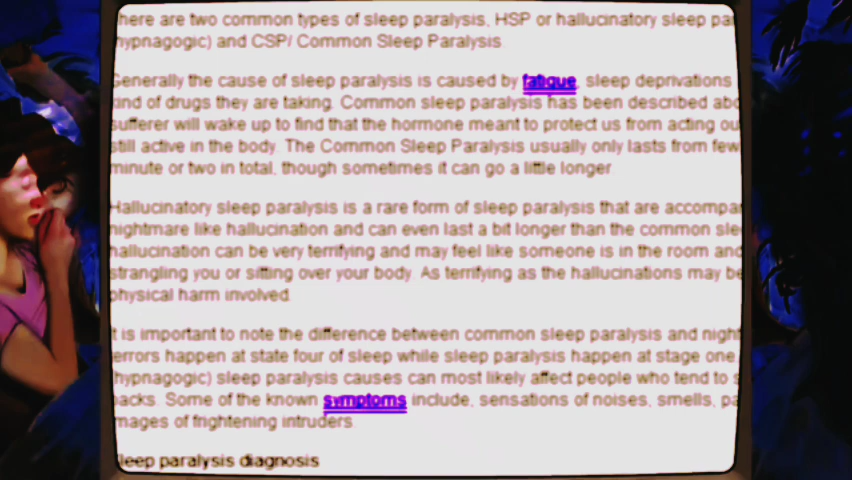 here are two common types of sleep paralysis, HSP or hallucinatory sleep par
hypnagogic) and CSP/ Common Sleep Paralysis
Generally the cause of sleep paralysis is caused by fatigue, sleep deprivations
kind of drugs they are taking. Common sleep paralysis has been described abo
sufferer will wake up to find that the hormone meant to protect us from acting ou
still active in the body. The Common Sleep Paralysis usually only lasts from few
minute or two in total, though sometimes it can go a little longer
Hallucinatory sleep paralysis is a rare form of sleep paralysis that are accompa
nightmare like hallucination and can even last a bit longer than the common slee
hallucination can be very terrifying and may feel like someone is in the room and
strangling you or sitting over your body. As terrifying as the hallucinations may be
physical harm involved.
It is important to note the difference between common sleep paralysis and night
errors happen at state four of sleep while sleep paralysis happen at stage one.
(hypnagogic) sleep paralysis causes can most likely affect people who tend to s
backs. Some of the known symptoms include, sensations of noises, smells, pa
mages of frightening intruders
sleep paralysis diagnosis